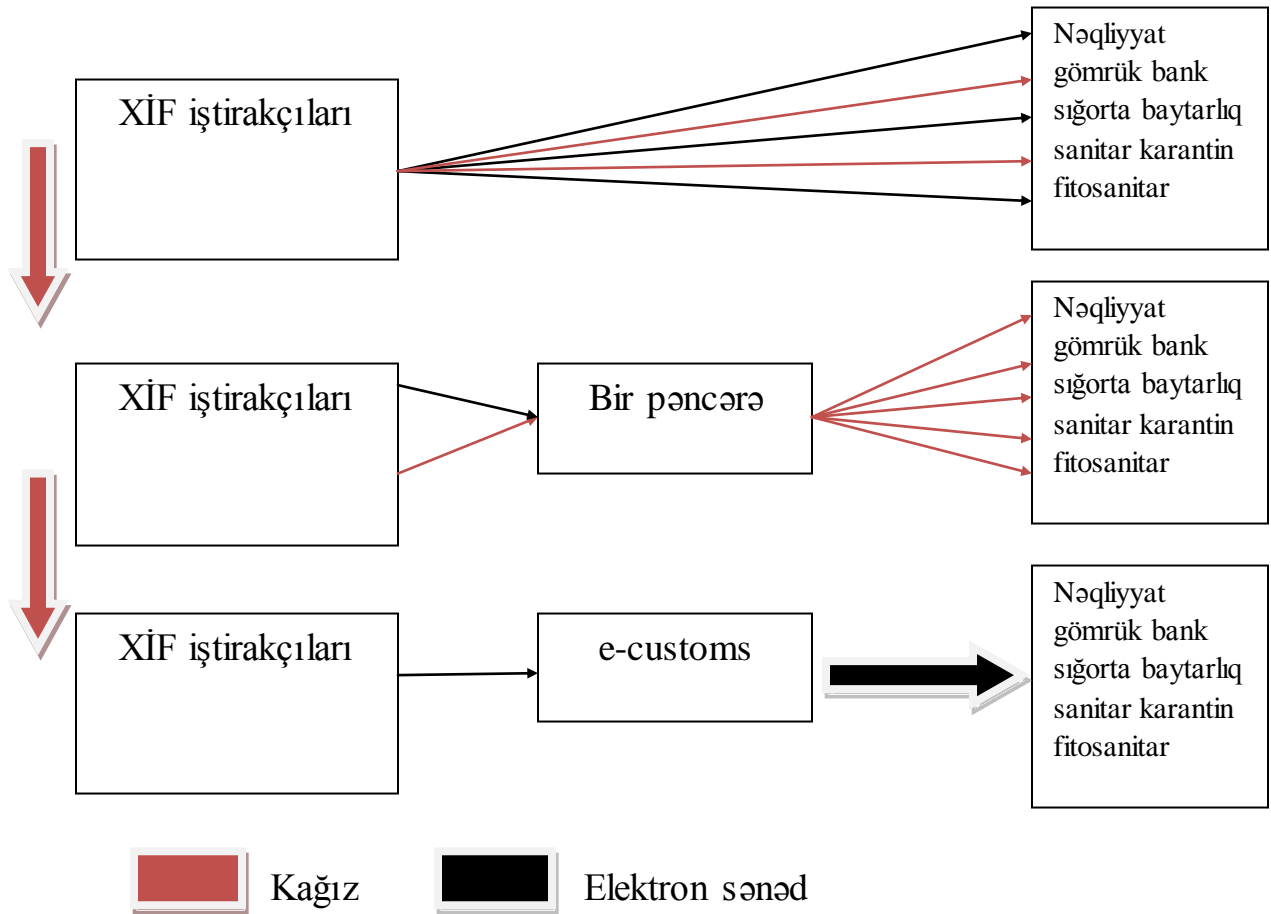 XİF iştirakçıları
Nəqliyyat
gömrük bank
sığorta baytarlıq
sanitar karantin
fitosanitar
XİF iştirakçıları
Bir pəncərə
Nəqliyyat
gömrük bank
sığorta baytarlıq
sanitar karantin
fitosanitar
XİF iştirakçıları
e-customs
Nəqliyyat
gömrük bank
sığorta baytarlıq
sanitar karantin
fitosanitar
Kağız
Elektron sənəd